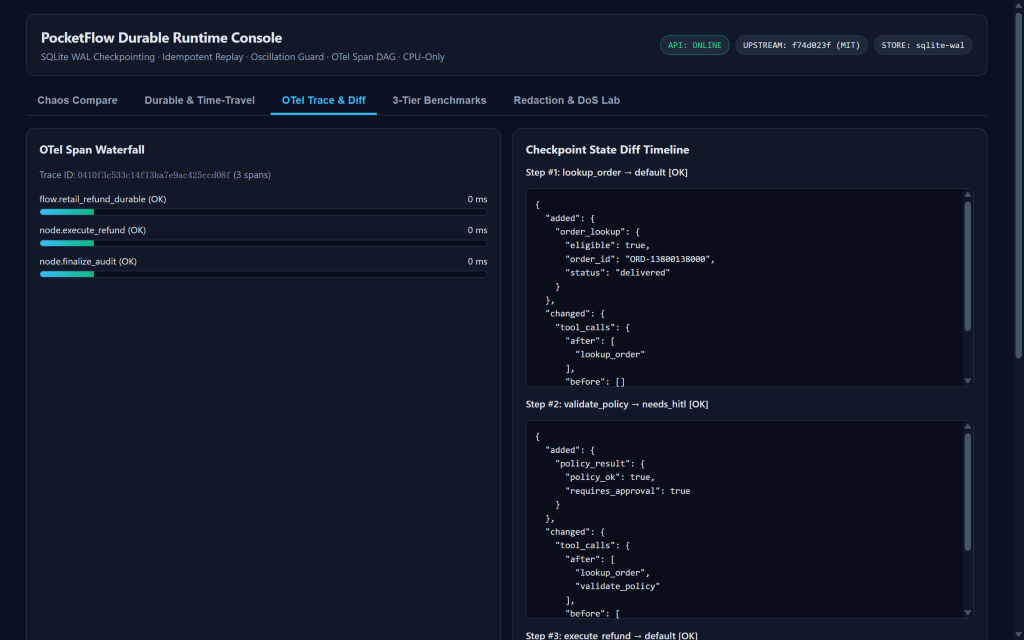 PocketFlow Durable Runtime Console
SQLite WAL Checkpointing · Idempotent Replay · Oscillation Guard · OTel Span DAG · CPU-Only
API: ONLINE
UPSTREAM: f74d023f (MIT)
STORE: sqlite-wal
Chaos Compare
Durable & Time-Travel
OTel Trace & Diff
3-Tier Benchmarks
Redaction & DoS Lab
OTel Span Waterfall
Trace ID: 0410f3c533c14f13ba7e9ac425ccd08f (3 spans)
flow.retail_refund_durable (OK) 0 ms
node.execute_refund (OK) 0 ms
node.finalize_audit (OK) 0 ms
Checkpoint State Diff Timeline
Step #1: lookup_order → default [OK]
{
  "added": {
    "order_lookup": {
      "eligible": true,
      "order_id": "ORD-13800138000",
      "status": "delivered"
    }
  },
  "changed": {
    "tool_calls": {
      "after": [
        "lookup_order"
      ],
      "before": []
Step #2: validate_policy → needs_hitl [OK]
{
  "added": {
    "policy_result": {
      "policy_ok": true,
      "requires_approval": true
    }
  },
  "changed": {
    "tool_calls": {
      "after": [
        "lookup_order",
        "validate_policy"
      ],
      "before": [
Step #3: execute_refund → default [OK]